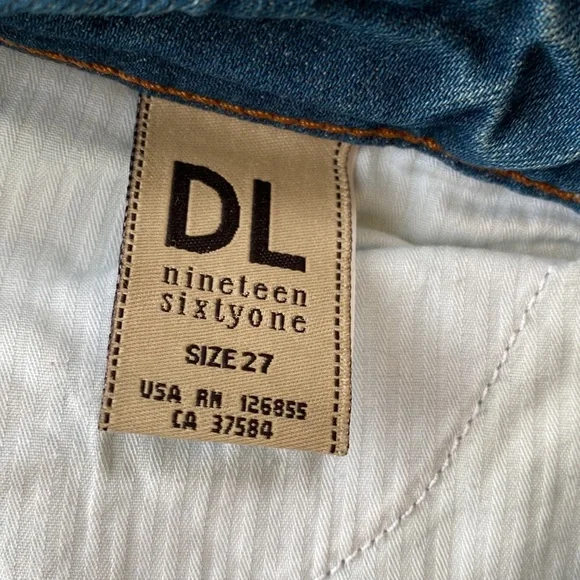 DL
nineteen
sixtyone
SIZE 27
USA RN 126855
CA 37584